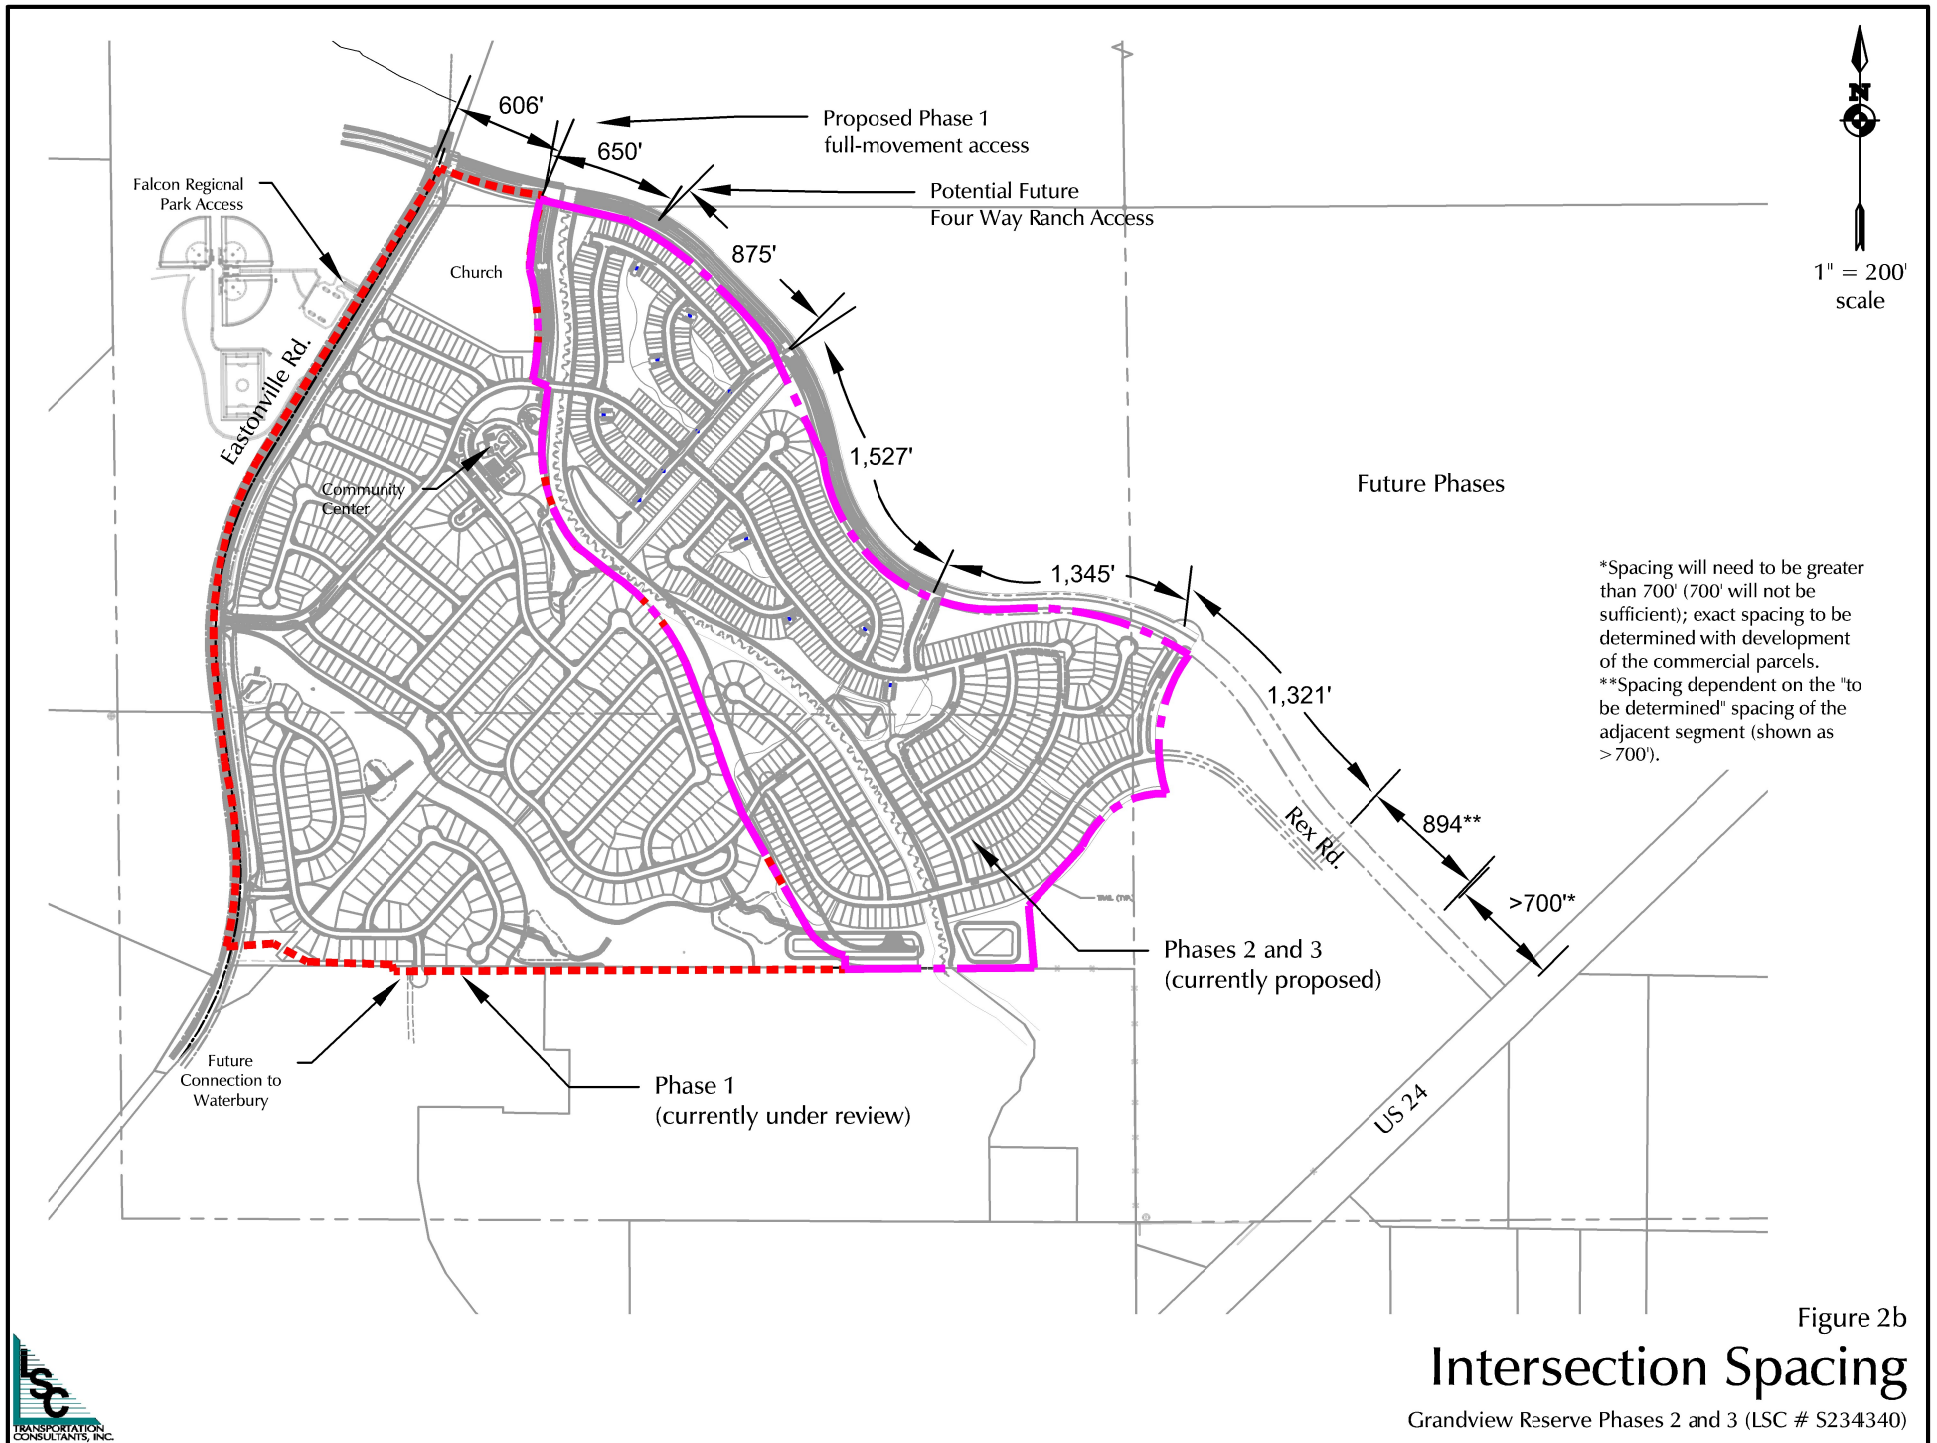 606'
Proposed Phase 1
full-movement access
650'
Falcon Regional
Park Access
Potential Future
Four Way Ranch Access
N
875'
Church
1" = 200'
scale
Eastonville Rd.
1,527'
Community
Center
Future Phases
1,345'
*Spacing will need to be greater
than 700' (700' will not be
sufficient); exact spacing to be
determined with development
of the commercial parcels.
**Spacing dependent on the "to
be determined" spacing of the
adjacent segment (shown as
>700').
1,321'
Rex Rd.
894**
TRAIL (TYP.)
>700'*
Phases 2 and 3
(currently proposed)
Future
Connection to
Waterbury
Phase 1
(currently under review)
US 24
Figure 2b
Intersection Spacing
Grandview Reserve Phases 2 and 3 (LSC # S234340)
LSC
TRANSPORTATION
CONSULTANTS, INC.